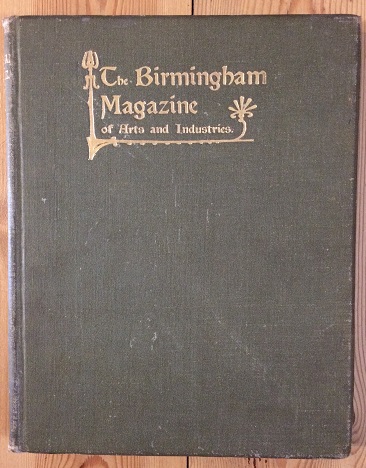 The Birmingham
Magazine
of Arts and Industries.